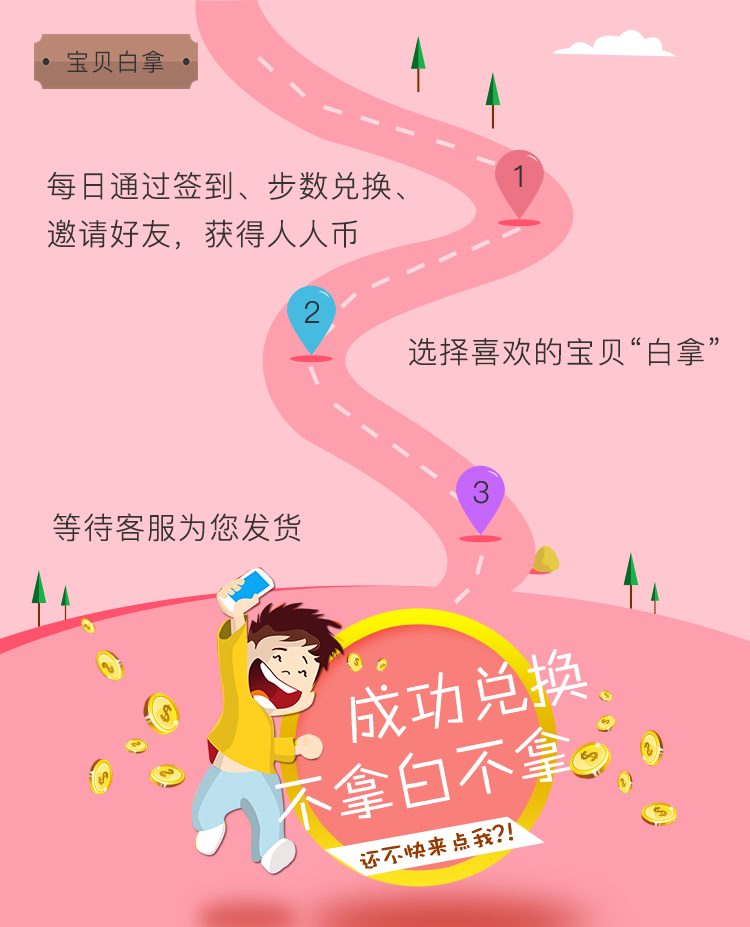 宝贝白拿
1
每日通过签到、步数兑换、
邀请好友，获得人人币
2
选择喜欢的宝贝“白拿”
3
等待客服为您发货
成功兑换
不拿白不拿
还不快来点我?!